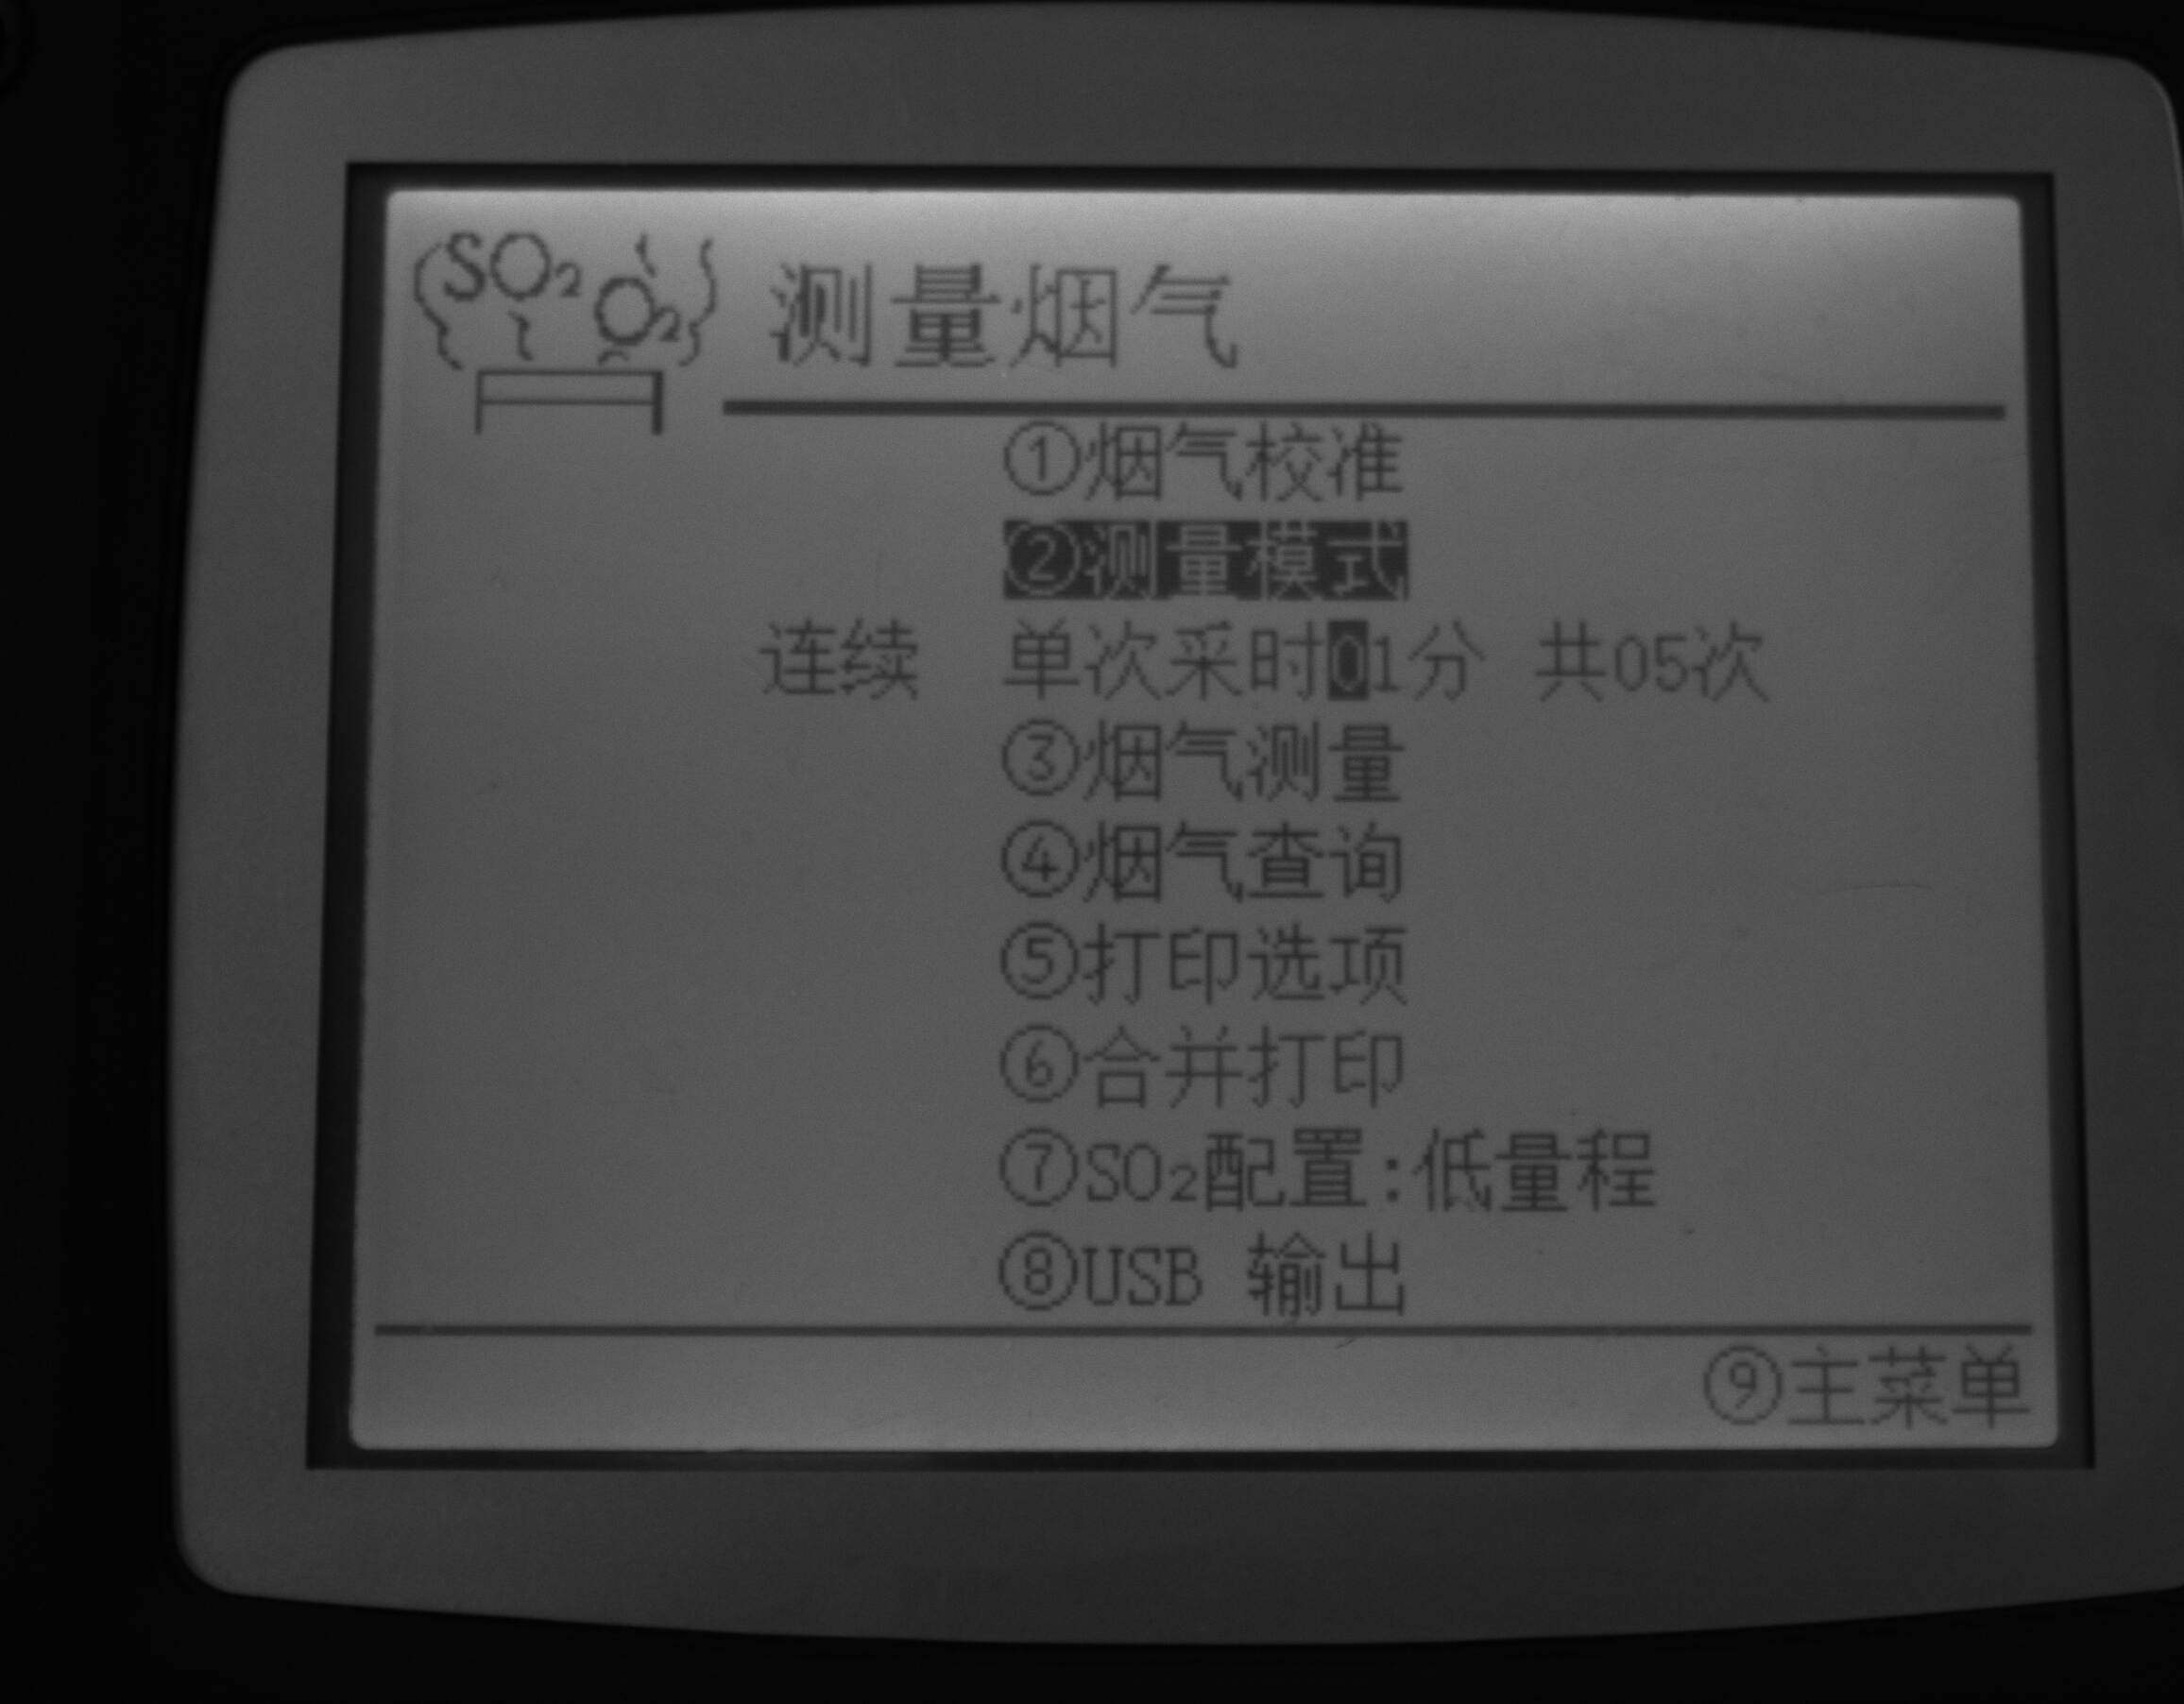 SO₂ O₂
测量烟气
①烟气校准
②测量模式
连续 单次采时01分 共05次
③烟气测量
④烟气查询
⑤打印选项
⑥合并打印
⑦SO₂配置:低量程
⑧USB 输出
⑨主菜单